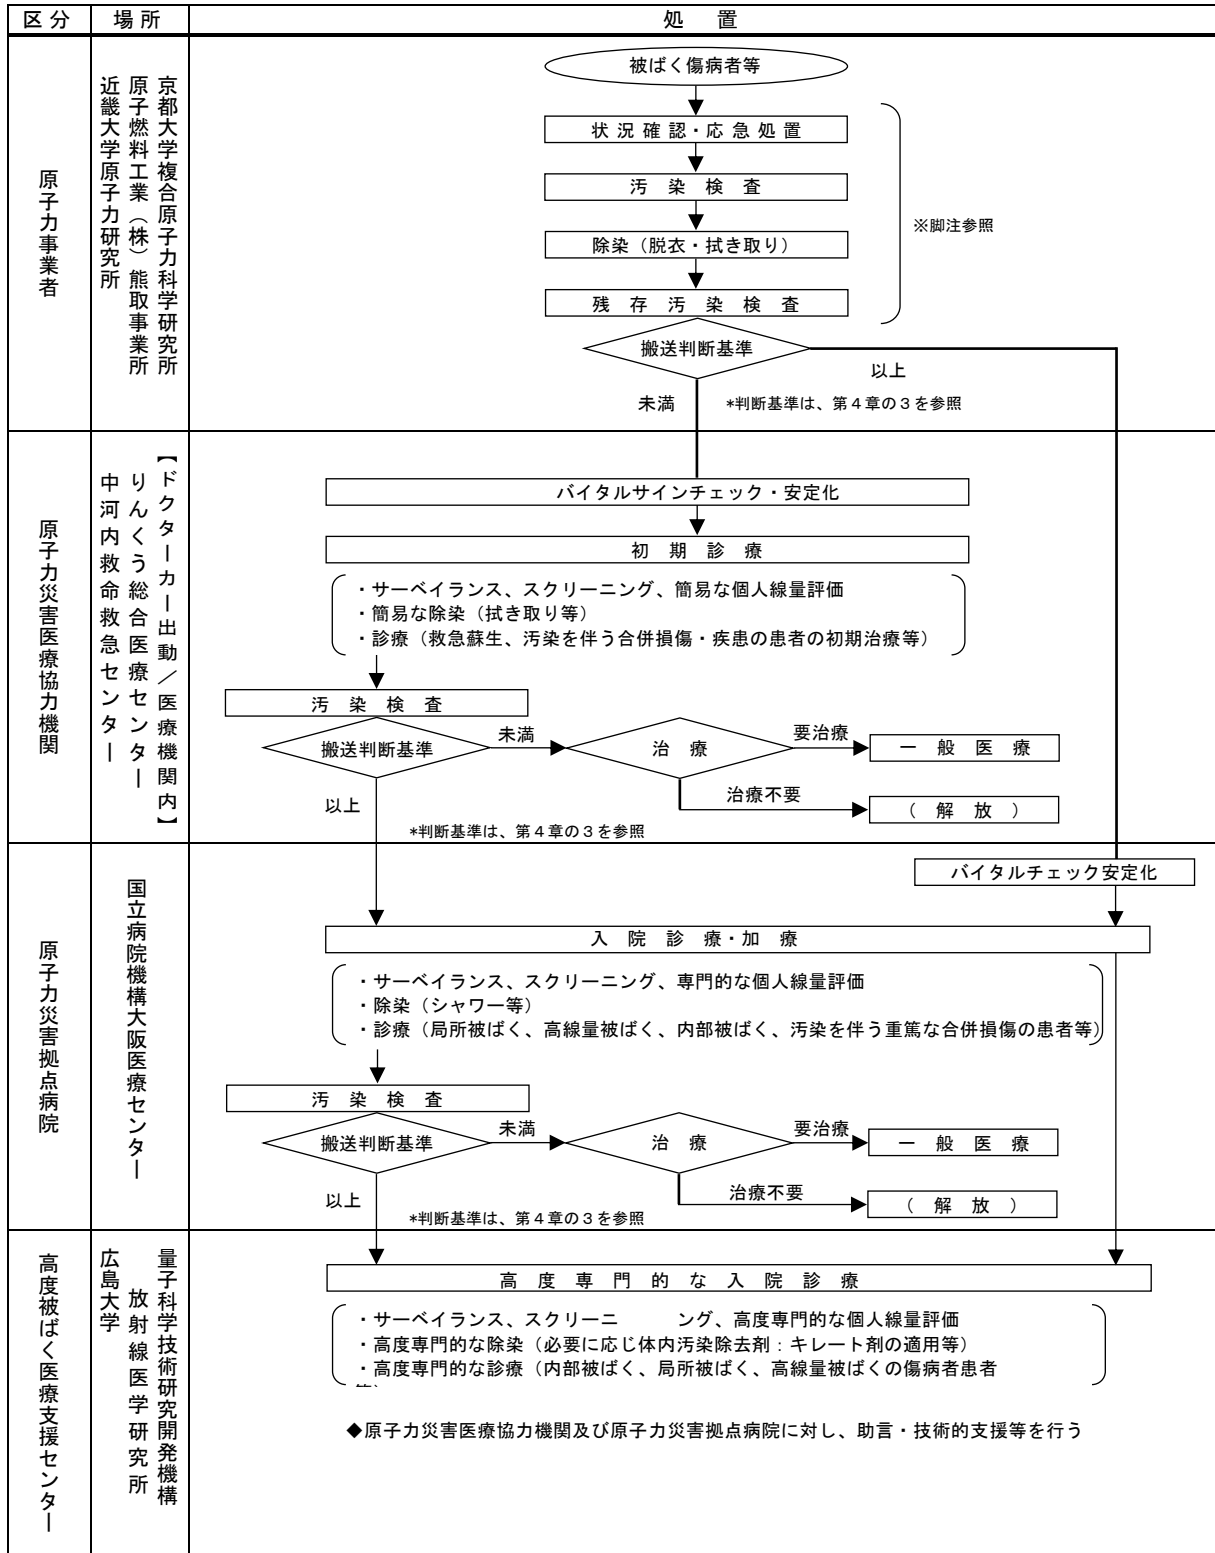 区分 場所 処 置
原子力事業者
京都大学複合原子力科学研究所
原子燃料工業（株）熊取事業所
近畿大学原子力研究所
被ばく傷病者等
状況確認・応急処置
汚染検査
除染（脱衣・拭き取り）
残存汚染検査
※脚注参照
搬送判断基準
以上
未満
*判断基準は、第４章の３を参照
原子力災害医療協力機関
【ドクターカー出動／医療機関内】
りんくう総合医療センター
中河内救命救急センター
バイタルサインチェック・安定化
初期診療
・サーベイランス、スクリーニング、簡易な個人線量評価
・簡易な除染（拭き取り等）
・診療（救急蘇生、汚染を伴う合併損傷・疾患の患者の初期治療等）
汚染検査
搬送判断基準
未満
治療
要治療
一般医療
以上
治療不要
（解放）
*判断基準は、第４章の３を参照
原子力災害拠点病院
国立病院機構大阪医療センター
バイタルチェック安定化
入院診療・加療
・サーベイランス、スクリーニング、専門的な個人線量評価
・除染（シャワー等）
・診療（局所被ばく、高線量被ばく、内部被ばく、汚染を伴う重篤な合併損傷の患者等）
汚染検査
搬送判断基準
未満
治療
要治療
一般医療
以上
治療不要
（解放）
*判断基準は、第４章の３を参照
高度被ばく医療支援センター
量子科学技術研究開発機構
放射線医学研究所
広島大学
高度専門的な入院診療
・サーベイランス、スクリーニ ング、高度専門的な個人線量評価
・高度専門的な除染（必要に応じ体内汚染除去剤：キレート剤の適用等）
・高度専門的な診療（内部被ばく、局所被ばく、高線量被ばくの傷病者患者
◆原子力災害医療協力機関及び原子力災害拠点病院に対し、助言・技術的支援等を行う